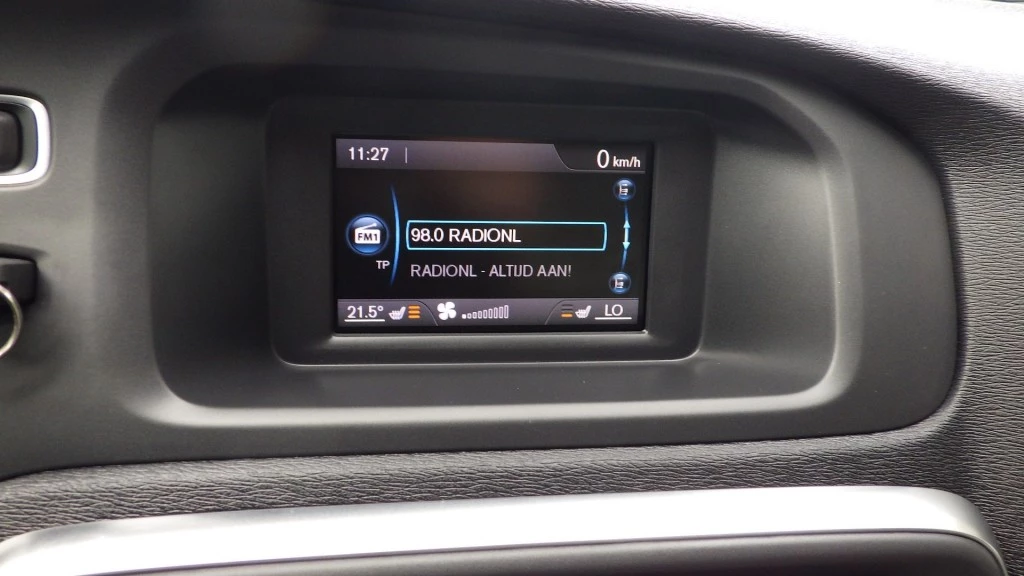 11:27
0 km/h
FM1
98.0 RADIONL
TP
RADIONL - ALTIJD AAN!
21.5°
LO